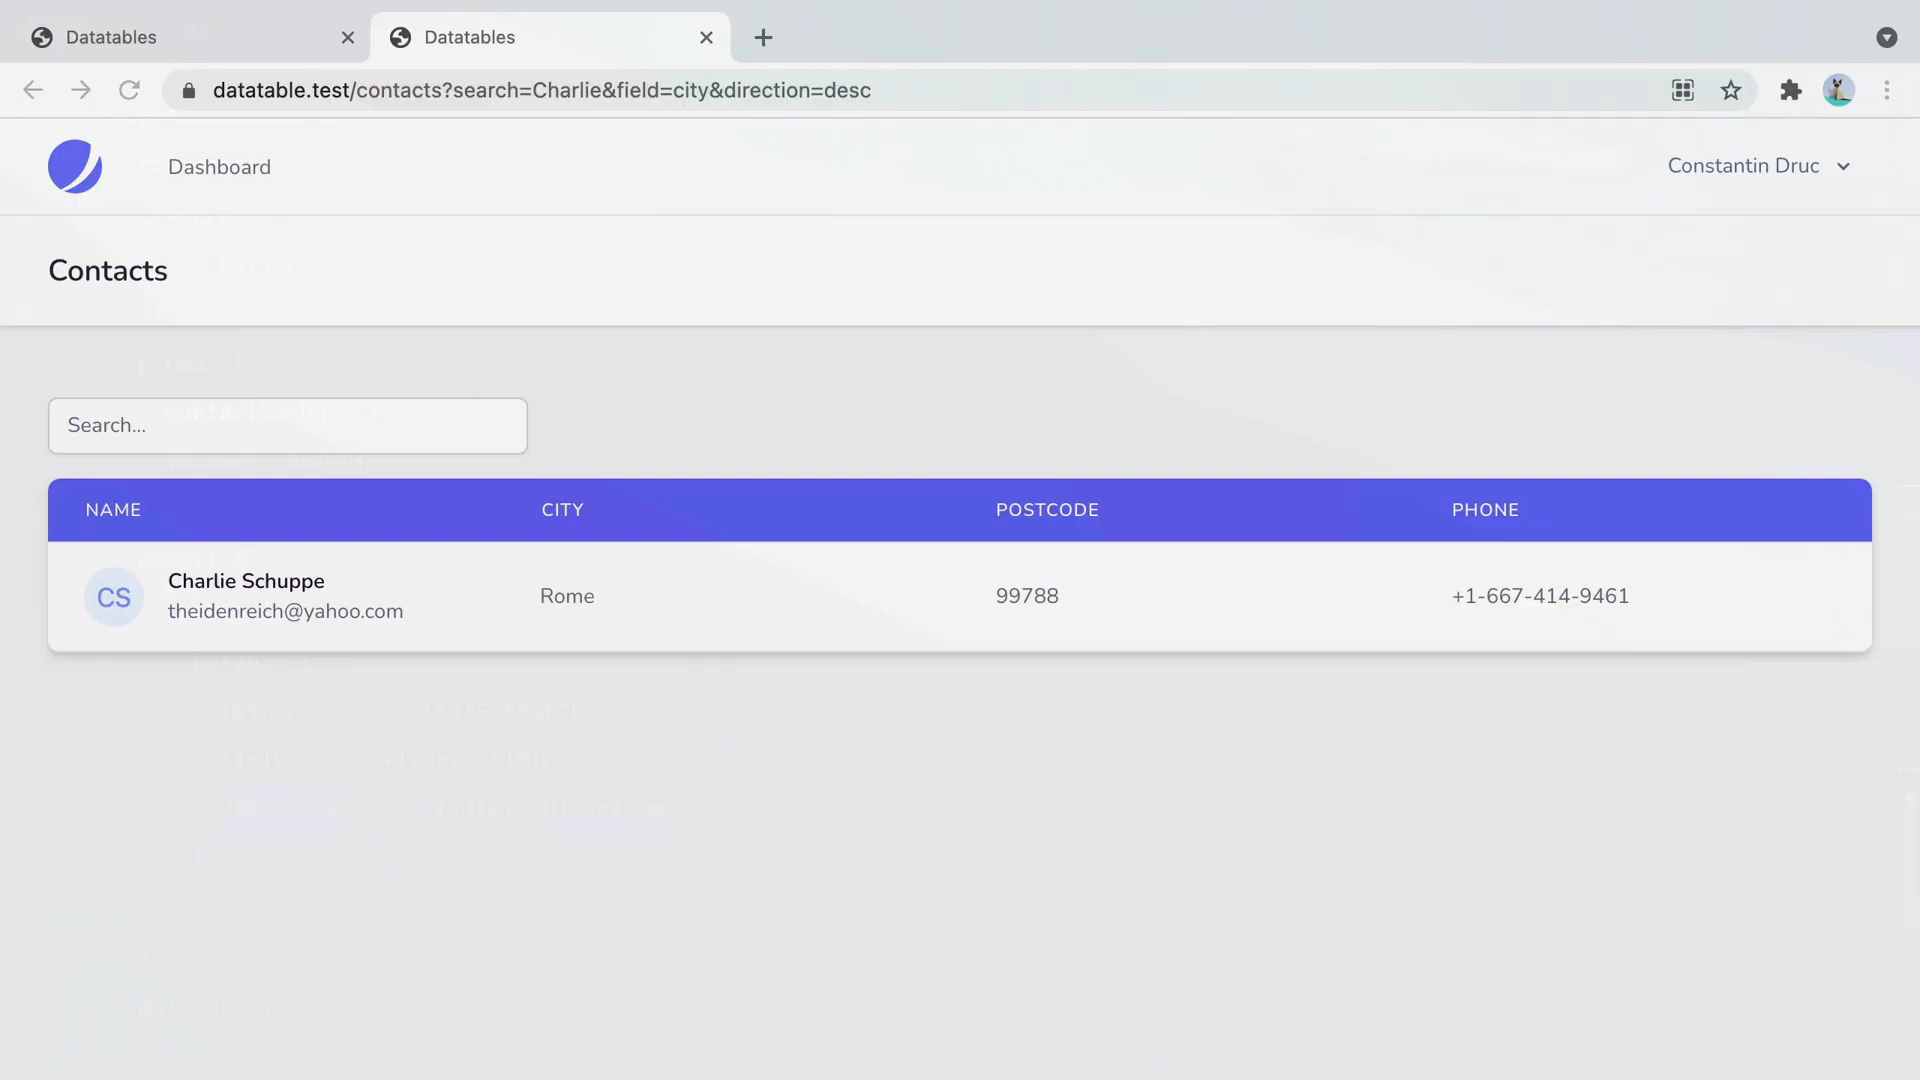 Datatables
Datatables
datatable.test/contacts?search=Charlie&field=city&direction=desc
Dashboard
Constantin Druc
Contacts
Search...
NAME CITY POSTCODE PHONE
CS
Charlie Schuppe
theidenreich@yahoo.com
Rome
99788
+1-667-414-9461